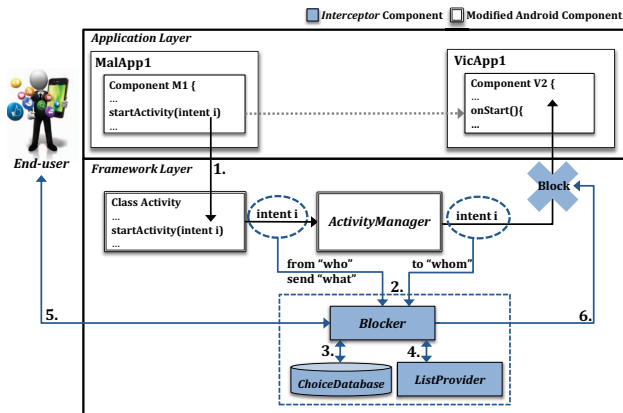 Interceptor Component
Modified Android Component
Application Layer
MalApp1
Component M1 {
...
startActivity(intent i)
...
VicApp1
Component V2 {
...
onStart(){
...
End-user
Framework Layer
1.
Class Activity
...
startActivity(intent i)
...
intent i
ActivityManager
intent i
Block
from “who”
send “what”
to “whom”
2.
5.
Blocker
6.
3.
4.
ChoiceDatabase
ListProvider